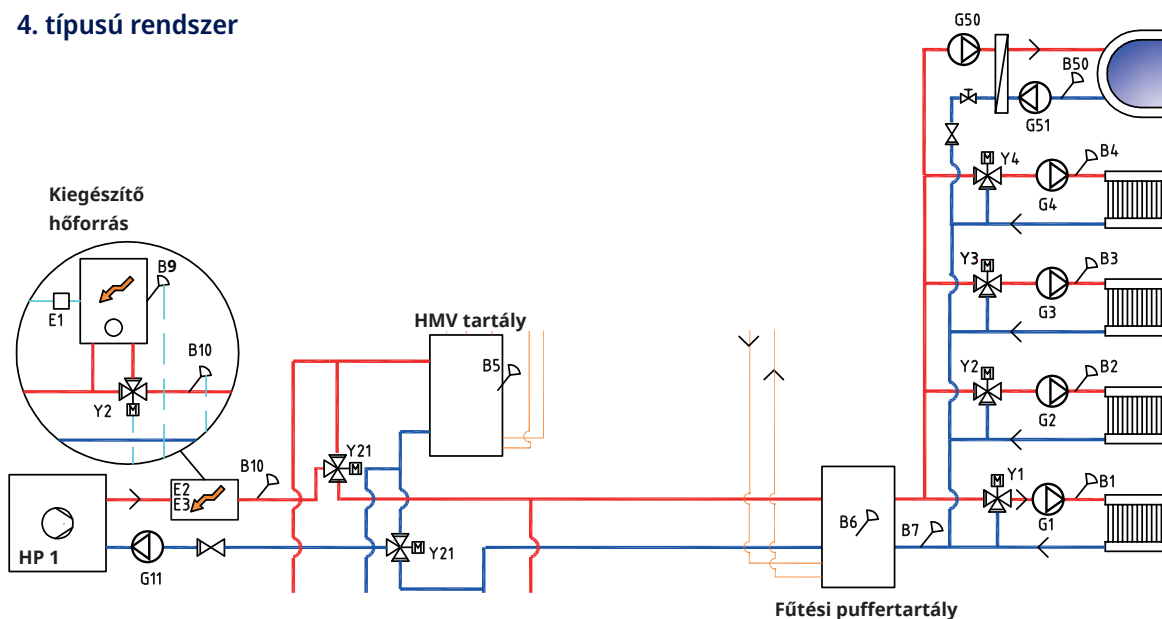 4. típusú rendszer
G50
B50
G51
Y4
B4
G4
Kiegészítő
hőforrás
B9
E1
B10
Y2
Y3
B3
G3
HMV tartály
B5
Y2
B2
G2
Y21
B10
E2
E3
HP 1
G11
Y21
B6
B7
Y1
B1
G1
M
M
M
M
M
M
M
Fűtési puffertartály